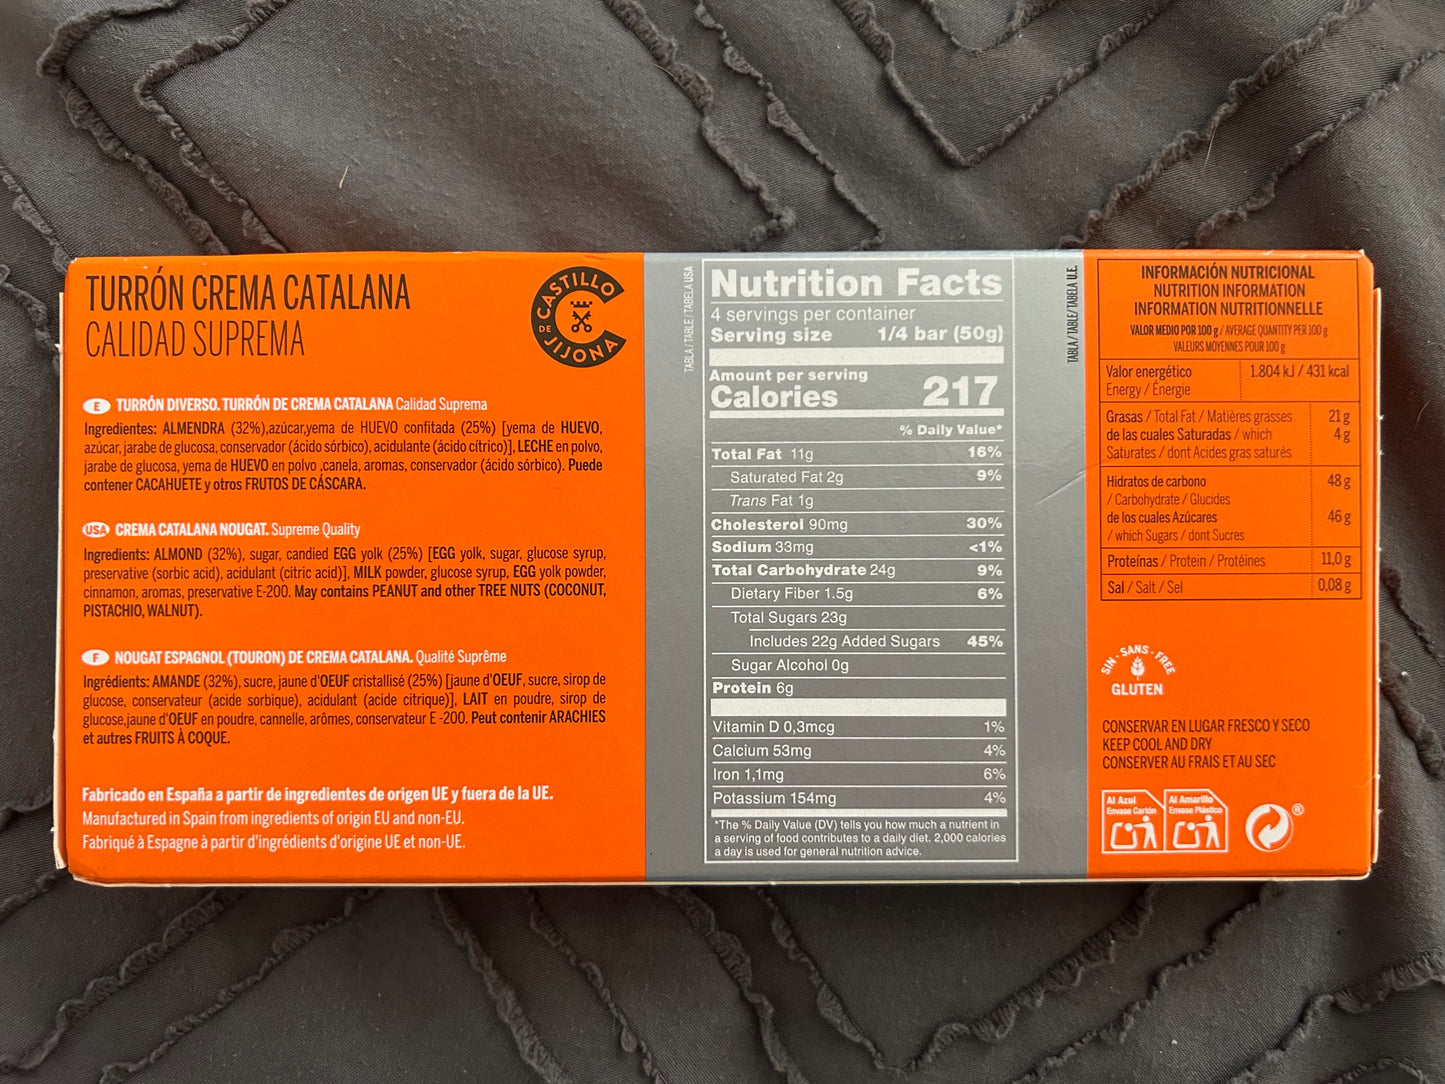 TURRÓN CREMA CATALANA
CALIDAD SUPREMA
CASTILLO
DE
JIJONA
E TURRÓN DIVERSO. TURRÓN DE CREMA CATALANA Calidad Suprema
Ingredientes: ALMENDRA (32%),azúcar,yema de HUEVO confitada (25%) [yema de HUEVO,
azúcar, jarabe de glucosa, conservador (ácido sórbico), acidulante (ácido cítrico)], LECHE en polvo,
jarabe de glucosa, yema de HUEVO en polvo ,canela, aromas, conservador (ácido sórbico). Puede
contener CACAHUETE y otros FRUTOS DE CÁSCARA.
USA CREMA CATALANA NOUGAT. Supreme Quality
Ingredients: ALMOND (32%), sugar, candied EGG yolk (25%) [EGG yolk, sugar, glucose syrup,
preservative (sorbic acid), acidulant (citric acid)], MILK powder, glucose syrup, EGG yolk powder,
cinnamon, aromas, preservative E-200. May contains PEANUT and other TREE NUTS (COCONUT,
PISTACHIO, WALNUT).
F NOUGAT ESPAGNOL (TOURON) DE CREMA CATALANA. Qualité Suprême
Ingrédients: AMANDE (32%), sucre, jaune d'OEUF cristallisé (25%) [jaune d'OEUF, sucre, sirop de
glucose, conservateur (acide sorbique), acidulant (acide citrique)], LAIT en poudre, sirop de
glucose,jaune d'OEUF en poudre, cannelle, arômes, conservateur E -200. Peut contenir ARACHIES
et autres FRUITS À COQUE.
Fabricado en España a partir de ingredientes de origen UE y fuera de la UE.
Manufactured in Spain from ingredients of origin EU and non-EU.
Fabriqué à Espagne à partir d'ingrédients d'origine UE et non-UE.
TABLA / TABLE / TABELA USA
Nutrition Facts
4 servings per container
Serving size 1/4 bar (50g)
Amount per serving
Calories 217
% Daily Value*
Total Fat 11g 16%
Saturated Fat 2g 9%
Trans Fat 1g
Cholesterol 90mg 30%
Sodium 33mg <1%
Total Carbohydrate 24g 9%
Dietary Fiber 1.5g 6%
Total Sugars 23g
Includes 22g Added Sugars 45%
Sugar Alcohol 0g
Protein 6g
Vitamin D 0,3mcg 1%
Calcium 53mg 4%
Iron 1,1mg 6%
Potassium 154mg 4%
*The % Daily Value (DV) tells you how much a nutrient in
a serving of food contributes to a daily diet. 2,000 calories
a day is used for general nutrition advice.
TABLA / TABLE/ TABELA U.E.
INFORMACIÓN NUTRICIONAL
NUTRITION INFORMATION
INFORMATION NUTRITIONNELLE
VALOR MEDIO POR 100 g / AVERAGE QUANTITY PER 100 g
VALEURS MOYENNES POUR 100 g
Valor energético 1.804 kJ / 431 kcal
Energy / Énergie
Grasas / Total Fat / Matières grasses 21 g
de las cuales Saturadas / which 4 g
Saturates / dont Acides gras saturés
Hidratos de carbono 48 g
/ Carbohydrate / Glucides
de los cuales Azúcares 46 g
/ which Sugars / dont Sucres
Proteínas / Protein / Protéines 11,0 g
Sal / Salt / Sel 0,08 g
SIN - SANS - FREE
GLUTEN
CONSERVAR EN LUGAR FRESCO Y SECO
KEEP COOL AND DRY
CONSERVER AU FRAIS ET AU SEC
Al Azul Al Amarillo
Envase Cartón Envase Plástico
®